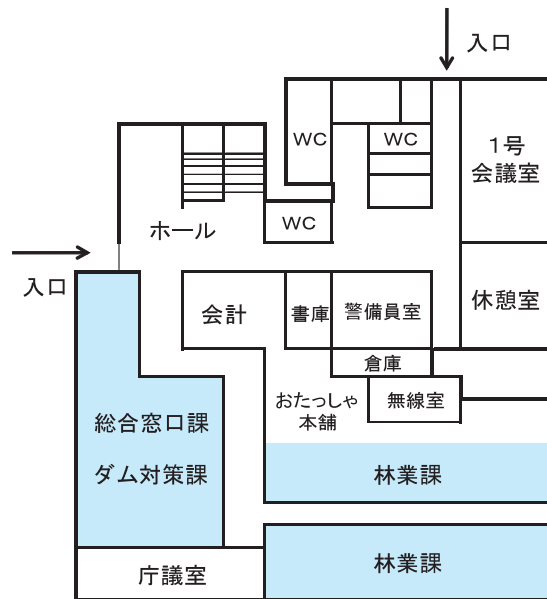 入口
WC
WC
1号
会議室
WC
ホール
入口
会計
書庫
警備員室
休憩室
倉庫
おたっしゃ
本舗
無線室
総合窓口課
ダム対策課
林業課
庁議室
林業課